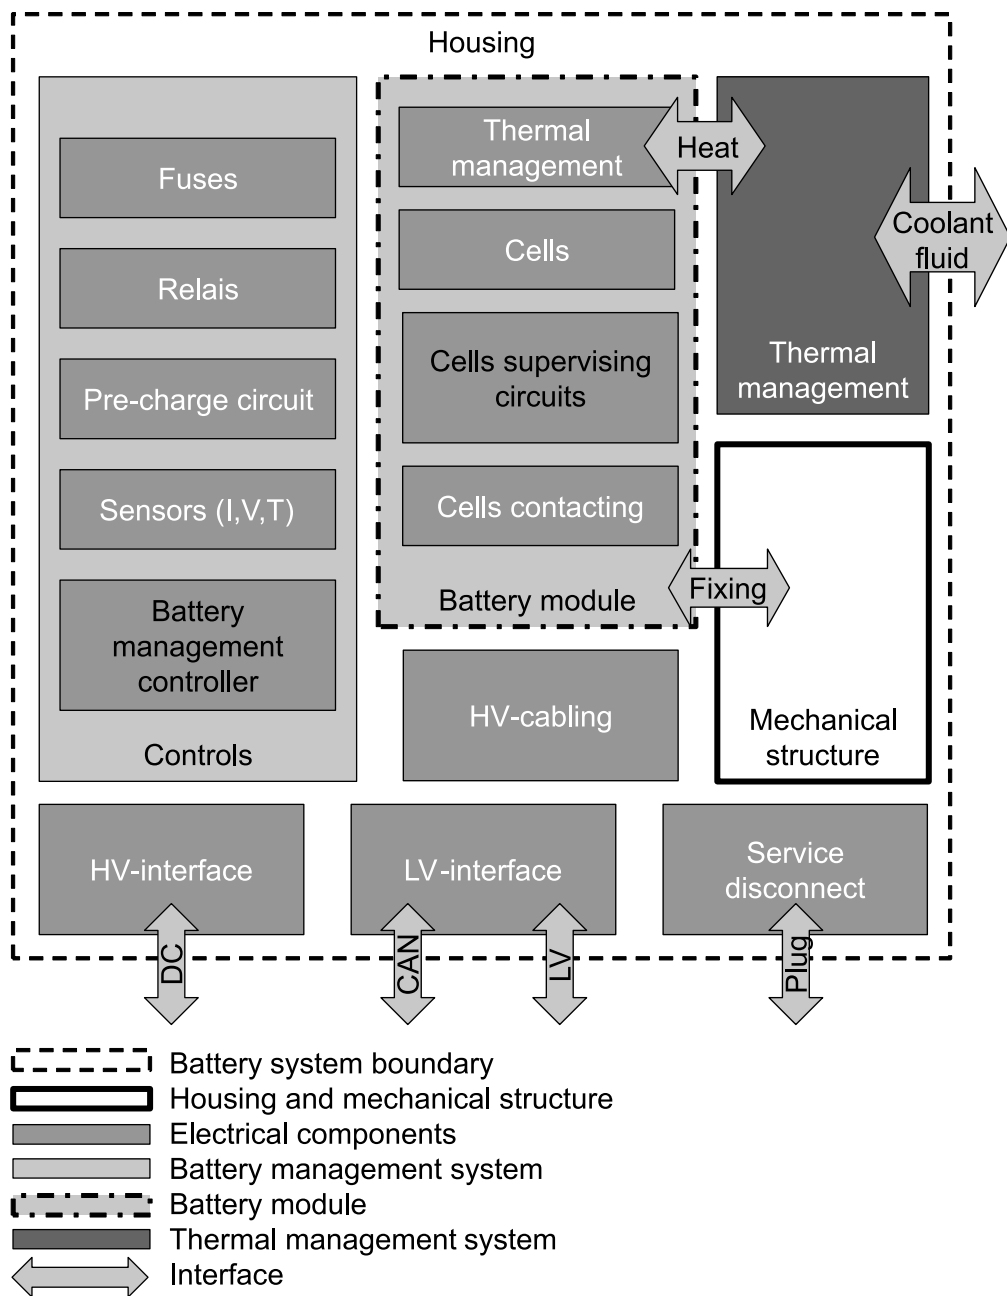 Housing
Fuses
Relais
Pre-charge circuit
Sensors (I,V,T)
Battery
management
controller
Controls
Thermal
management
Cells
Cells supervising
circuits
Cells contacting
Battery module
Heat
Coolant
fluid
Thermal
management
Fixing
HV-cabling
Mechanical
structure
HV-interface
LV-interface
Service
disconnect
DC
CAN
LV
Plug
Battery system boundary
Housing and mechanical structure
Electrical components
Battery management system
Battery module
Thermal management system
Interface